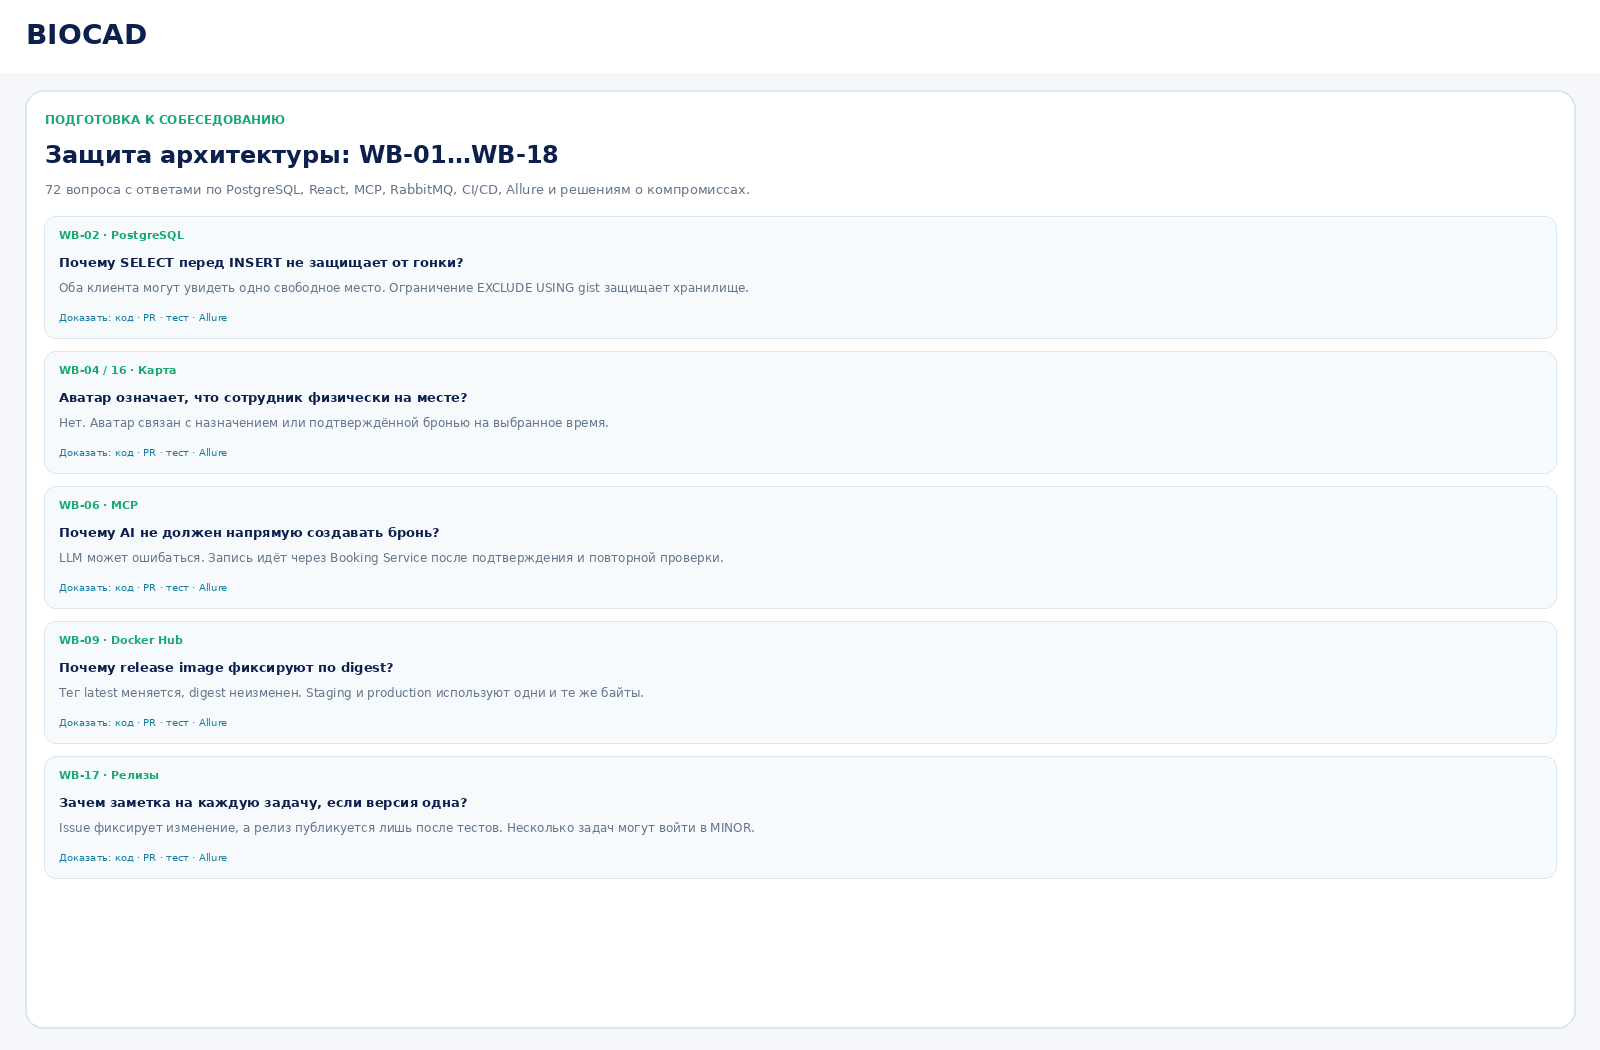 BIOCAD
ПОДГОТОВКА К СОБЕСЕДОВАНИЮ
Защита архитектуры: WB-01…WB-18
72 вопроса с ответами по PostgreSQL, React, MCP, RabbitMQ, CI/CD, Allure и решениям о компромиссах.
WB-02 · PostgreSQL
Почему SELECT перед INSERT не защищает от гонки?
Оба клиента могут увидеть одно свободное место. Ограничение EXCLUDE USING gist защищает хранилище.
Доказать: код · PR · тест · Allure
WB-04 / 16 · Карта
Аватар означает, что сотрудник физически на месте?
Нет. Аватар связан с назначением или подтверждённой бронью на выбранное время.
Доказать: код · PR · тест · Allure
WB-06 · MCP
Почему AI не должен напрямую создавать бронь?
LLM может ошибаться. Запись идёт через Booking Service после подтверждения и повторной проверки.
Доказать: код · PR · тест · Allure
WB-09 · Docker Hub
Почему release image фиксируют по digest?
Тег latest меняется, digest неизменен. Staging и production используют одни и те же байты.
Доказать: код · PR · тест · Allure
WB-17 · Релизы
Зачем заметка на каждую задачу, если версия одна?
Issue фиксирует изменение, а релиз публикуется лишь после тестов. Несколько задач могут войти в MINOR.
Доказать: код · PR · тест · Allure